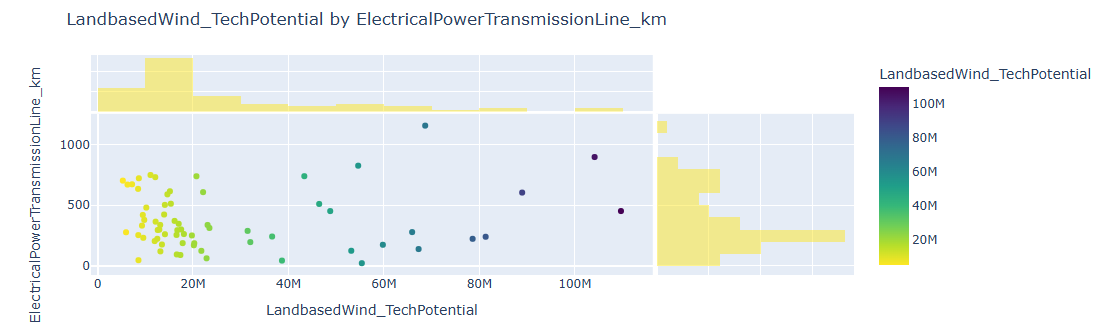 LandbasedWind_TechPotential by ElectricalPowerTransmissionLine_km
ElectricalPowerTransmissionLine_km
1000
500
0
0
20M
40M
60M
80M
100M
LandbasedWind_TechPotential
LandbasedWind_TechPotential
100M
80M
60M
40M
20M